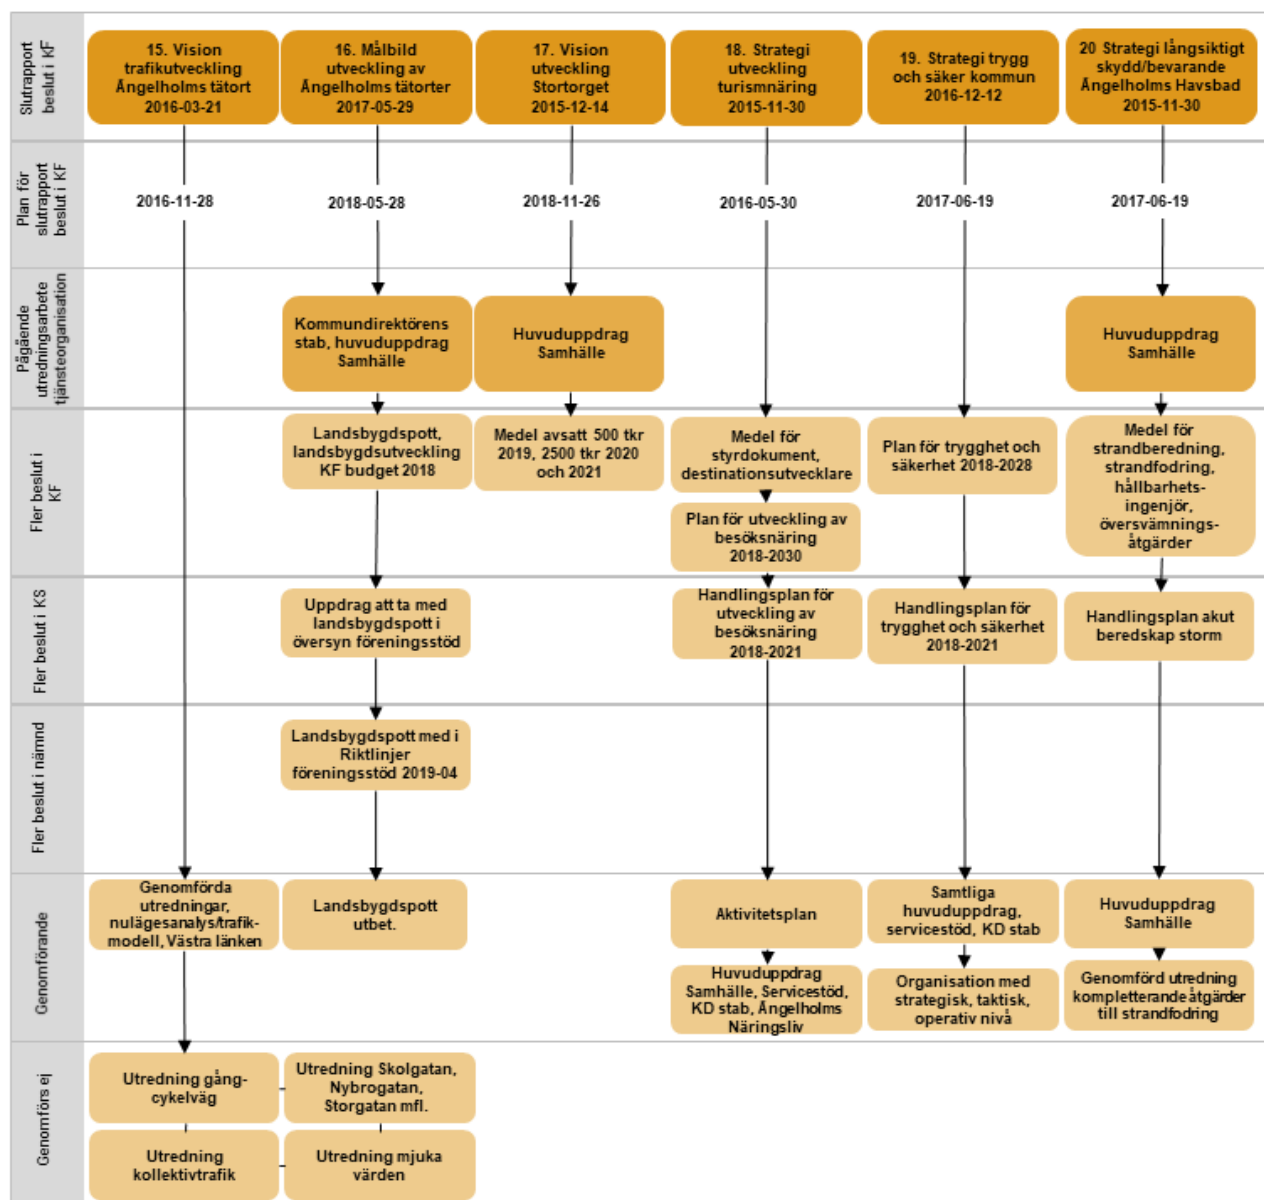 Slutrapport
beslut i KF
15. Vision
trafikutveckling
Ängelholms tätort
2016-03-21
16. Målbild
utveckling av
Ängelholms tätorter
2017-05-29
17. Vision
utveckling
Stortorget
2015-12-14
18. Strategi
utveckling
turismnäring
2015-11-30
19. Strategi trygg
och säker kommun
2016-12-12
20 Strategi långsiktigt
skydd/bevarande
Ängelholms Havsbad
2015-11-30
Plan för
slutrapport
beslut i KF
2016-11-28
2018-05-28
2018-11-26
2016-05-30
2017-06-19
2017-06-19
Pågående
utredningsarbete
tjänsteorganisation
Kommundirektörens
stab, huvuduppdrag
Samhälle
Huvuduppdrag
Samhälle
Huvuduppdrag
Samhälle
Fler beslut i
KF
Landsbygdspott,
landsbygdsutveckling
KF budget 2018
Medel avsatt 500 tkr
2019, 2500 tkr 2020
och 2021
Medel för
styrdokument,
destinationsutvecklare
Plan för utveckling av
besöksnäring
2018-2030
Plan för trygghet och
säkerhet 2018-2028
Medel för
strandberedning,
strandfodring,
hållbarhets-
ingenjör,
översvämnings-
åtgärder
Fler beslut i KS
Uppdrag att ta med
landsbygdspott i
översyn föreningsstöd
Handlingsplan för
utveckling av
besöksnäring
2018-2021
Handlingsplan för
trygghet och säkerhet
2018-2021
Handlingsplan akut
beredskap storm
Fler beslut i nämnd
Landsbygdspott med i
Riktlinjer
föreningsstöd 2019-04
Genomförande
Genomförda
utredningar,
nulägesanalys/trafik-
modell, Västra länken
Landsbygdspott
utbet.
Aktivitetsplan
Huvuduppdrag
Samhälle, Servicestöd,
KD stab, Ängelholms
Näringsliv
Samtliga
huvuduppdrag,
servicestöd, KD stab
Organisation med
strategisk, taktisk,
operativ nivå
Huvuduppdrag
Samhälle
Genomförd utredning
kompletterande åtgärder
till strandfodring
Genomförs ej
Utredning gång-
cykelväg
Utredning Skolgatan,
Nybrogatan,
Storgatan mfl.
Utredning
kollektivtrafik
Utredning mjuka
värden